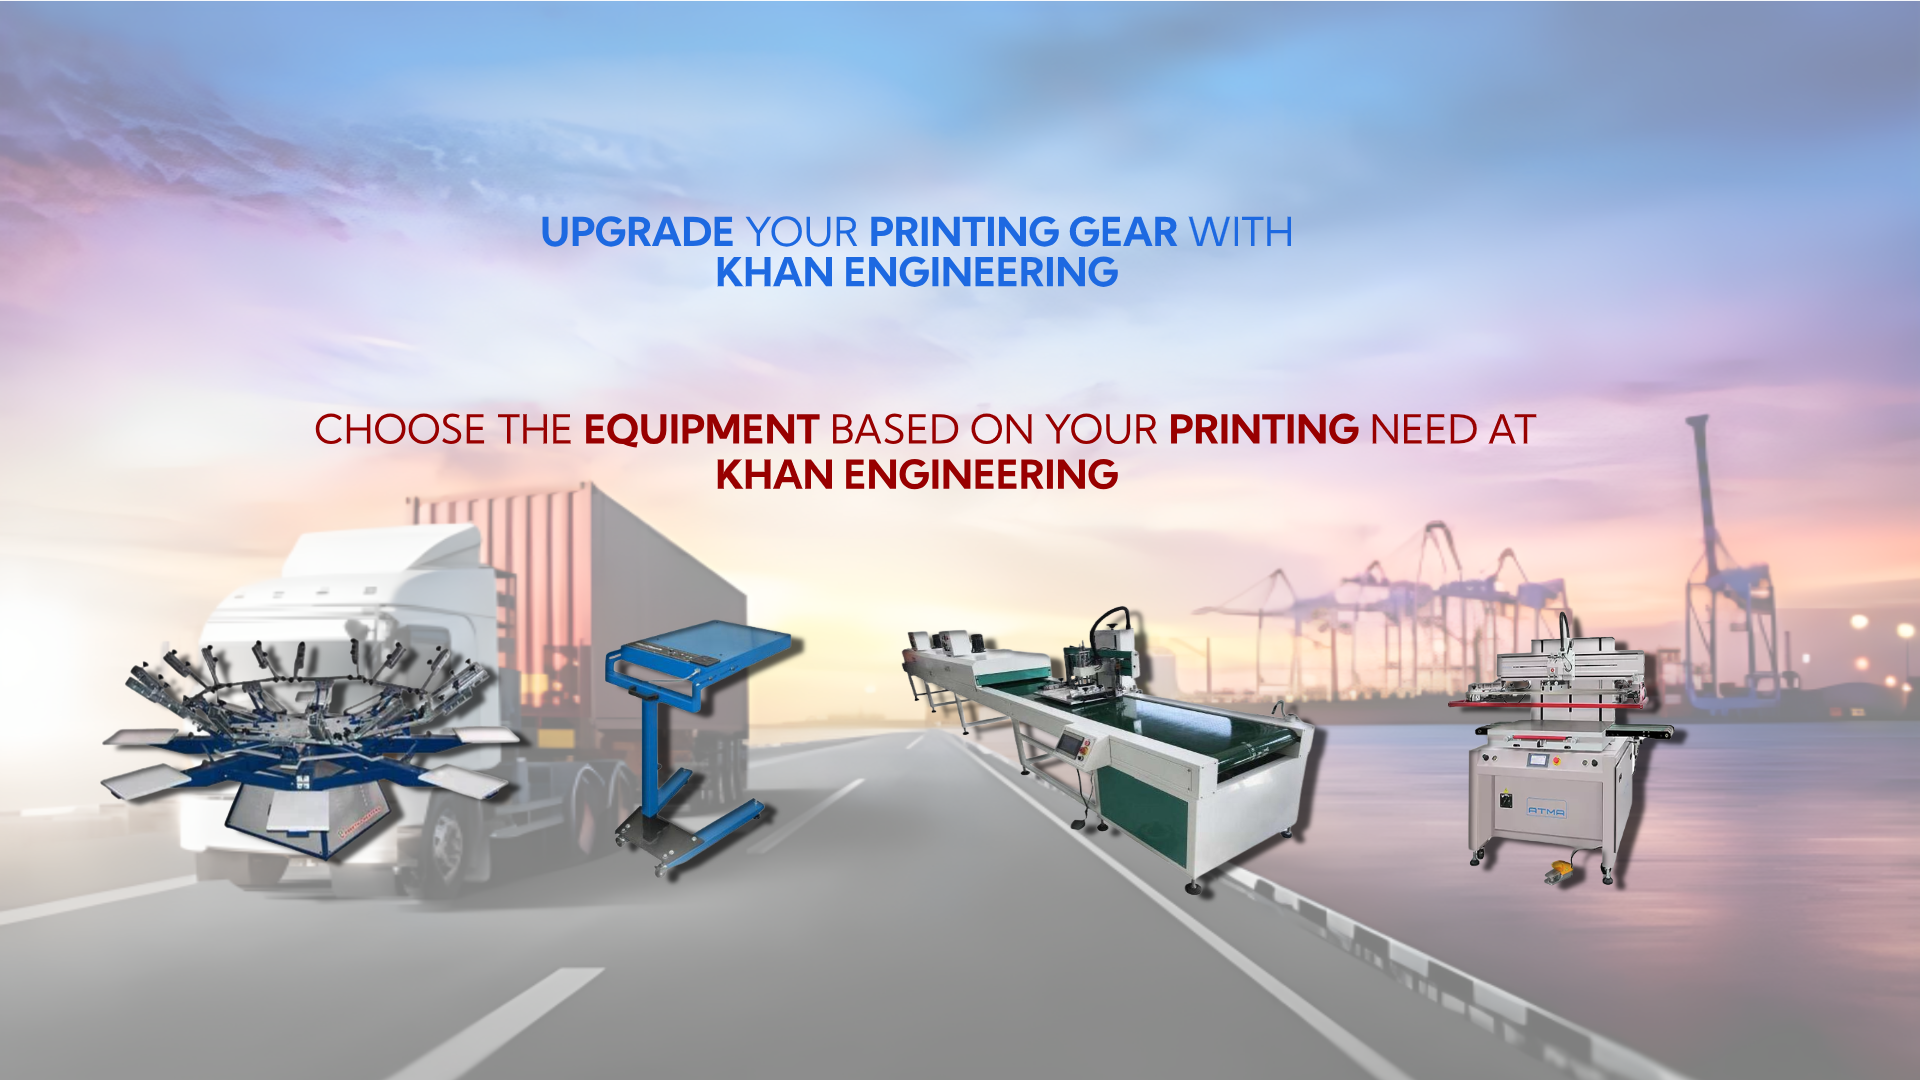 UPGRADE YOUR PRINTING GEAR WITH
KHAN ENGINEERING
CHOOSE THE EQUIPMENT BASED ON YOUR PRINTING NEED AT
KHAN ENGINEERING
ATMA